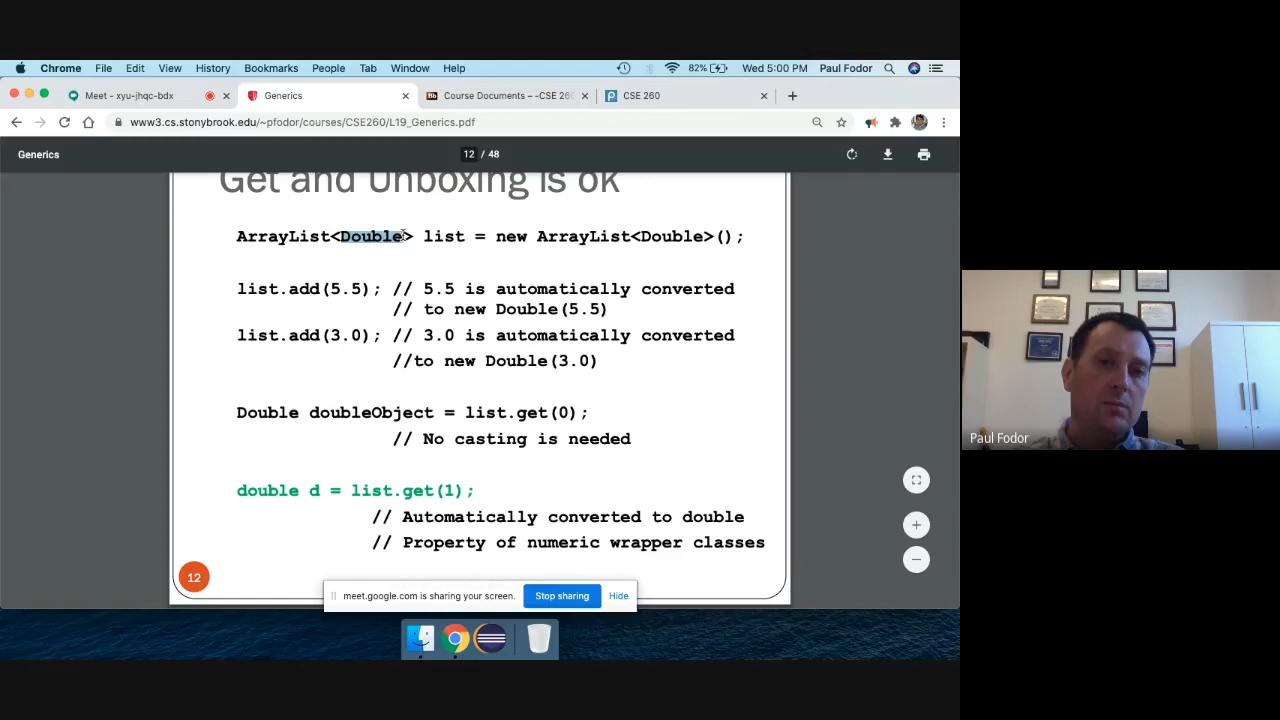 Chrome File Edit View History Bookmarks People Tab Window Help 82% Wed 5:00 PM Paul Fodor
Meet - xyu-jhqc-bdx Generics Course Documents – -CSE 260 CSE 260
www3.cs.stonybrook.edu/~pfodor/courses/CSE260/L19_Generics.pdf
Generics 12 / 48
Get and Unboxing is ok
ArrayList<Double> list = new ArrayList<Double>();
list.add(5.5); // 5.5 is automatically converted
// to new Double(5.5)
list.add(3.0); // 3.0 is automatically converted
//to new Double(3.0)
Double doubleObject = list.get(0);
// No casting is needed
double d = list.get(1);
// Automatically converted to double
// Property of numeric wrapper classes
12
meet.google.com is sharing your screen. Stop sharing Hide
Paul Fodor